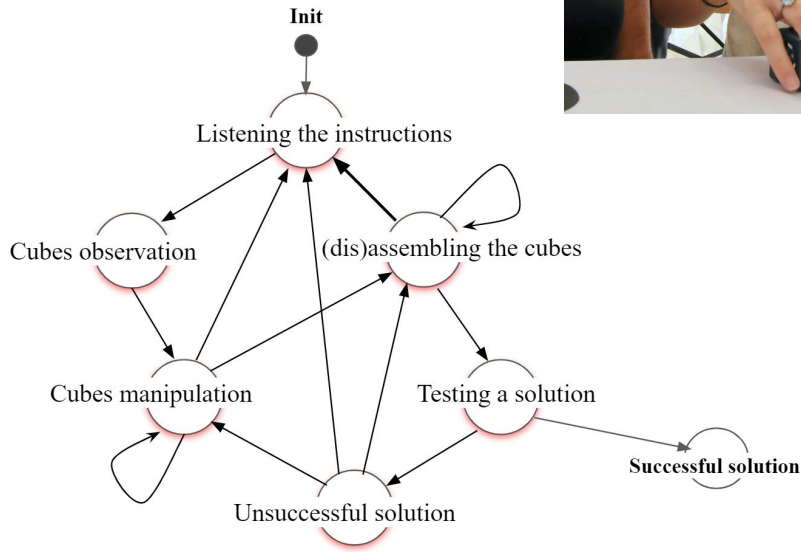 Init
Listening the instructions
Cubes observation
(dis)assembling the cubes
Cubes manipulation
Testing a solution
Successful solution
Unsuccessful solution